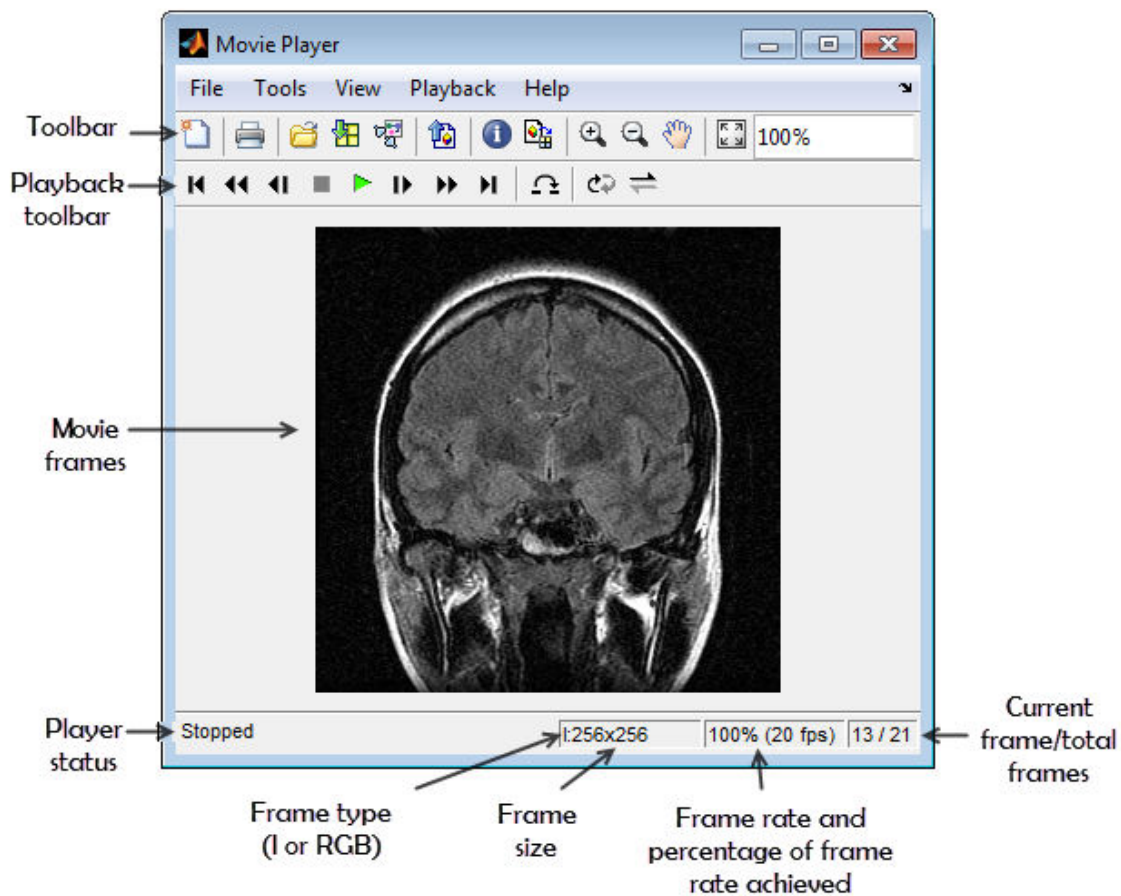 Movie Player
File Tools View Playback Help
Toolbar
100%
Playback
toolbar
Movie
frames
Player
status
Stopped
I:256x256
100% (20 fps)
13 / 21
Current
frame/total
frames
Frame type
(I or RGB)
Frame
size
Frame rate and
percentage of frame
rate achieved